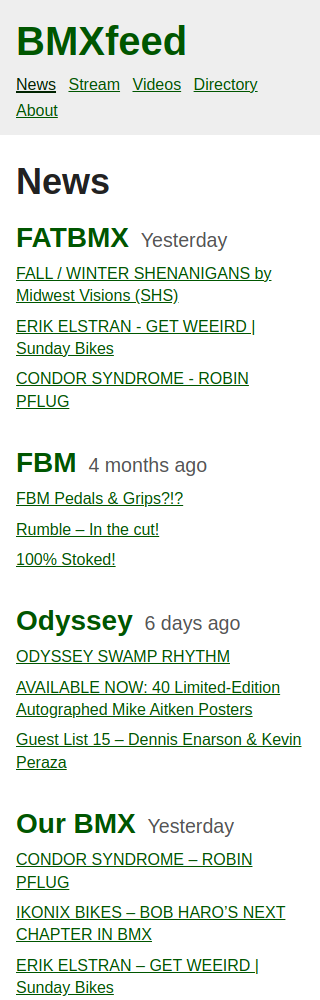 BMXfeed
News Stream Videos Directory
About
News
FATBMX Yesterday
FALL / WINTER SHENANIGANS by
Midwest Visions (SHS)
ERIK ELSTRAN - GET WEEIRD |
Sunday Bikes
CONDOR SYNDROME - ROBIN
PFLUG
FBM 4 months ago
FBM Pedals & Grips?!?
Rumble – In the cut!
100% Stoked!
Odyssey 6 days ago
ODYSSEY SWAMP RHYTHM
AVAILABLE NOW: 40 Limited-Edition
Autographed Mike Aitken Posters
Guest List 15 – Dennis Enarson & Kevin
Peraza
Our BMX Yesterday
CONDOR SYNDROME – ROBIN
PFLUG
IKONIX BIKES – BOB HARO’S NEXT
CHAPTER IN BMX
ERIK ELSTRAN – GET WEEIRD |
Sunday Bikes